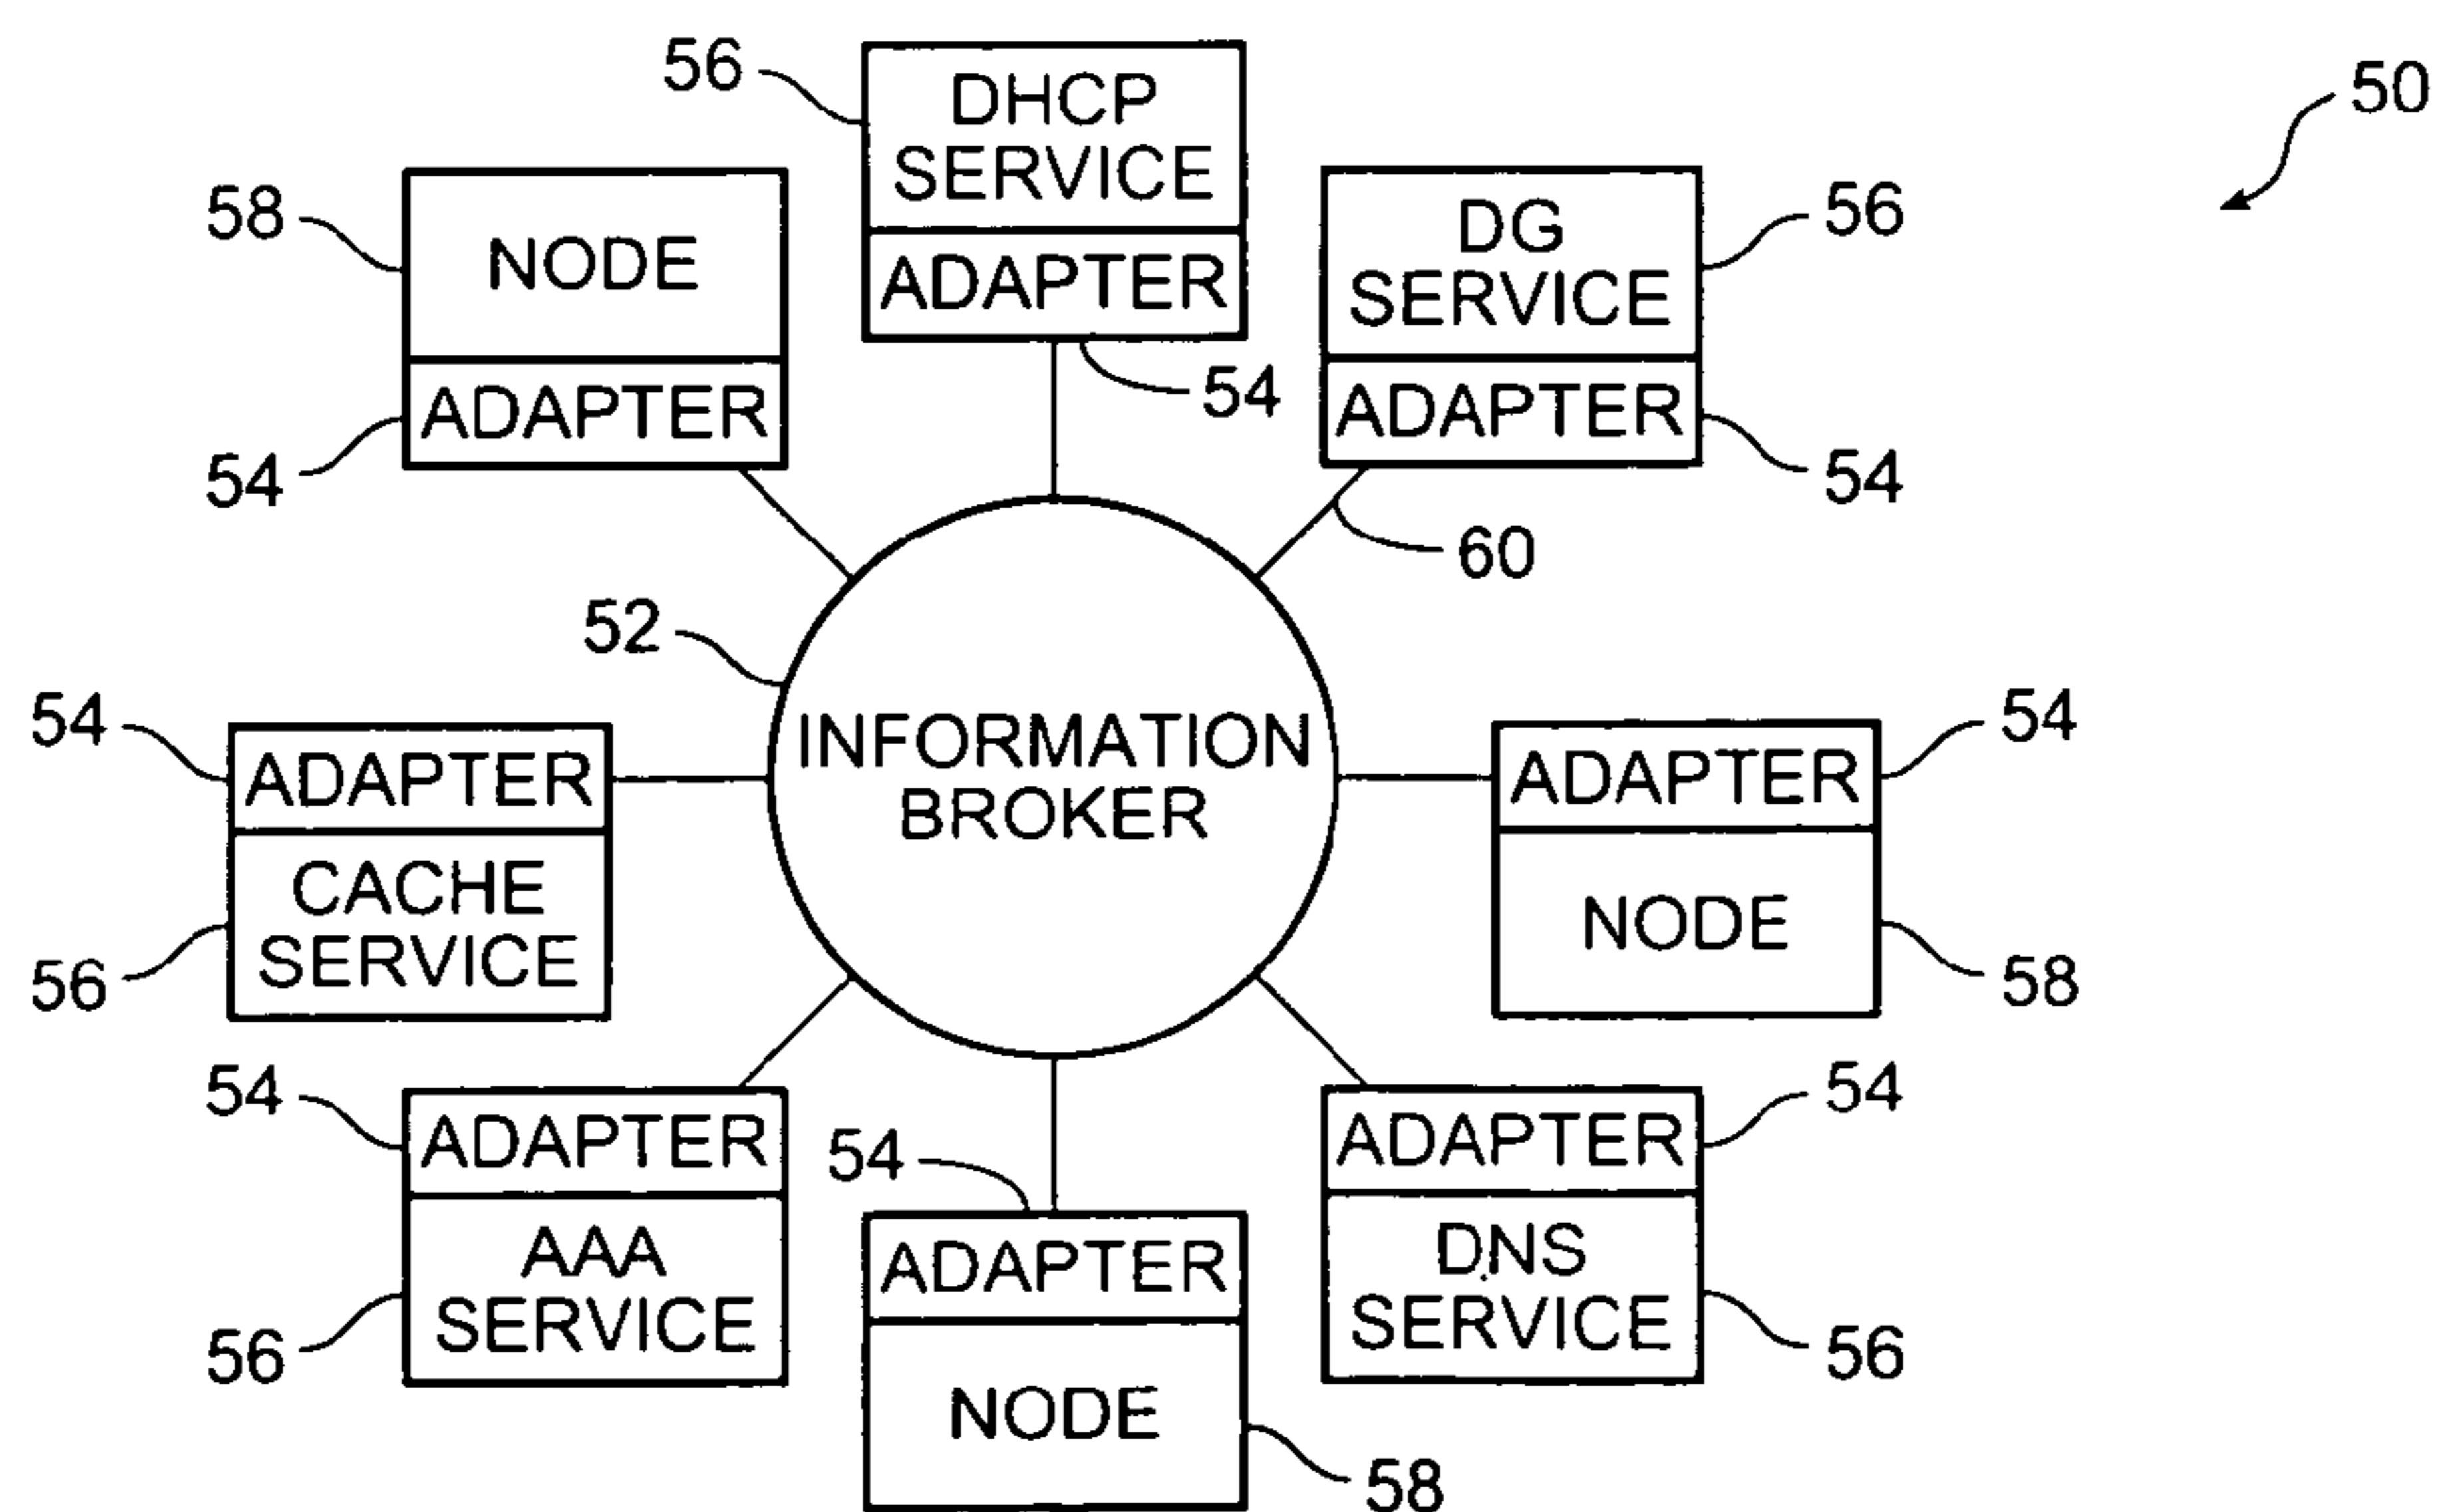 56
DHCP
SERVICE
ADAPTER
54
50
58
NODE
ADAPTER
54
DG
SERVICE
56
ADAPTER
54
60
52
INFORMATION
BROKER
54
ADAPTER
CACHE
SERVICE
56
ADAPTER
54
NODE
58
54
ADAPTER
AAA
SERVICE
56
54
ADAPTER
NODE
58
ADAPTER
54
DNS
SERVICE
56